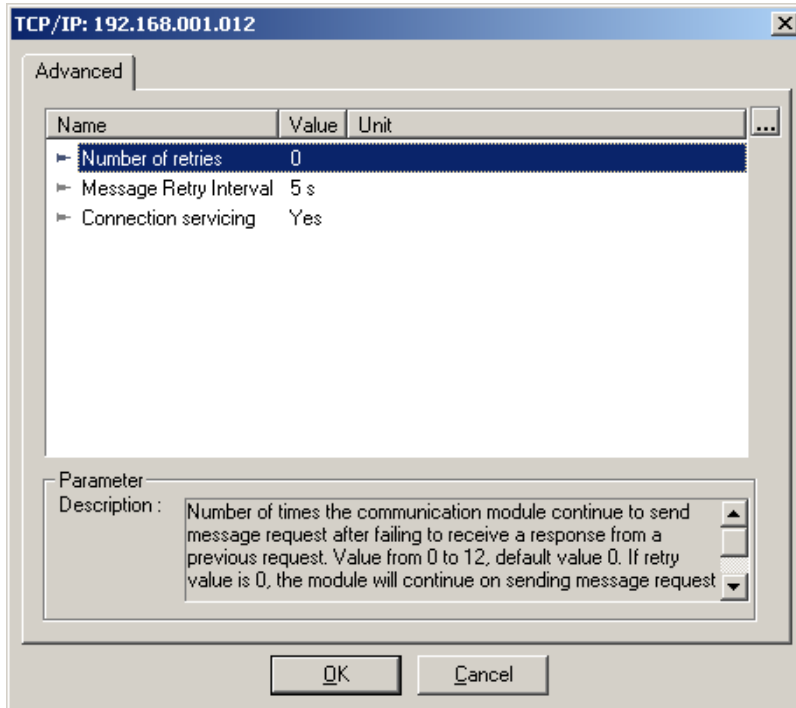 TCP/IP: 192.168.001.012
Advanced
Name Value Unit
...
Number of retries 0
Message Retry Interval 5 s
Connection servicing Yes
Parameter
Description :
Number of times the communication module continue to send
message request after failing to receive a response from a
previous request. Value from 0 to 12, default value 0. If retry
value is 0, the module will continue on sending message request
OK Cancel